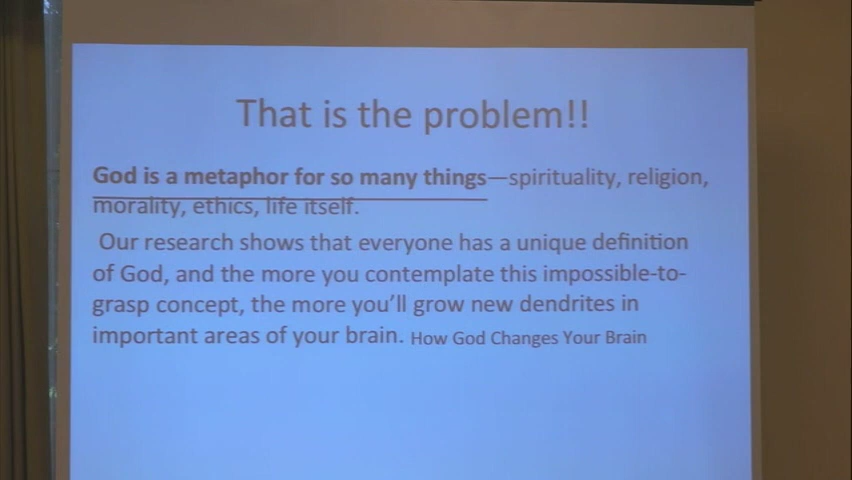 That is the problem!!
God is a metaphor for so many things—spirituality, religion,
morality, ethics, life itself.
Our research shows that everyone has a unique definition
of God, and the more you contemplate this impossible-to-
grasp concept, the more you’ll grow new dendrites in
important areas of your brain. How God Changes Your Brain